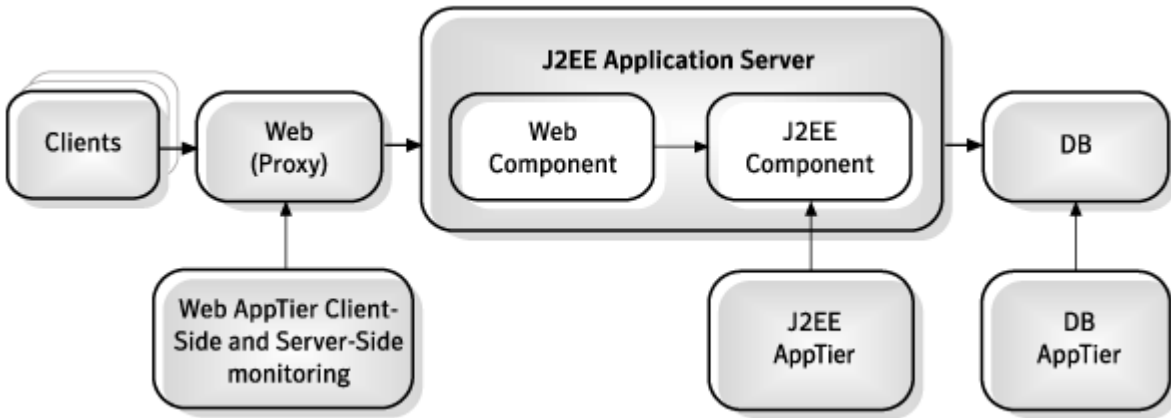 J2EE Application Server
Clients
Web
(Proxy)
Web
Component
J2EE
Component
DB
Web AppTier Client-
Side and Server-Side
monitoring
J2EE
AppTier
DB
AppTier